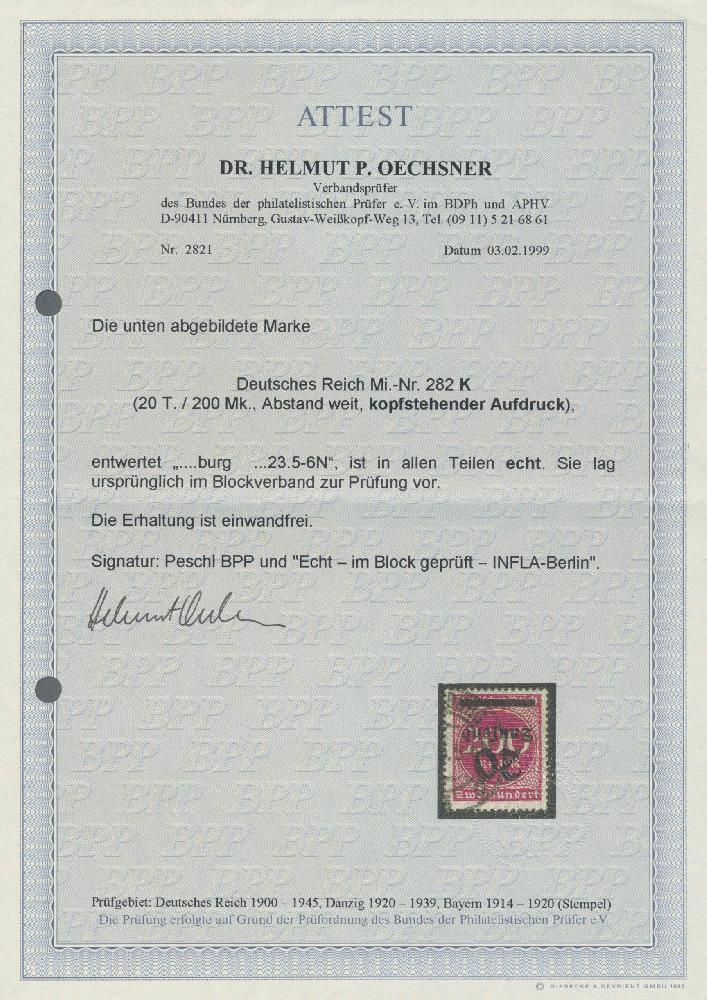 ATTEST
DR. HELMUT P. OECHSNER
Verbandsprüfer
des Bundes der philatelistischen Prüfer e. V. im BDPh und APHV
D-90411 Nürnberg, Gustav-Weißkopf-Weg 13, Tel. (09 11) 5 21 68 61
Nr. 2821 Datum 03.02.1999
Die unten abgebildete Marke
Deutsches Reich Mi.-Nr. 282 K
(20 T. / 200 Mk., Abstand weit, kopfstehender Aufdruck),
entwertet „....burg ...23.5-6N“, ist in allen Teilen echt. Sie lag
ursprünglich im Blockverband zur Prüfung vor.
Die Erhaltung ist einwandfrei.
Signatur: Peschl BPP und "Echt – im Block geprüft – INFLA-Berlin".
200
20
Prüfgebiet: Deutsches Reich 1900 – 1945, Danzig 1920 – 1939, Bayern 1914 – 1920 (Stempel)
Die Prüfung erfolgte auf Grund der Prüfordnung des Bundes der Philatelistischen Prüfer e.V.
© GIESECKE & DEVRIENT GMBH